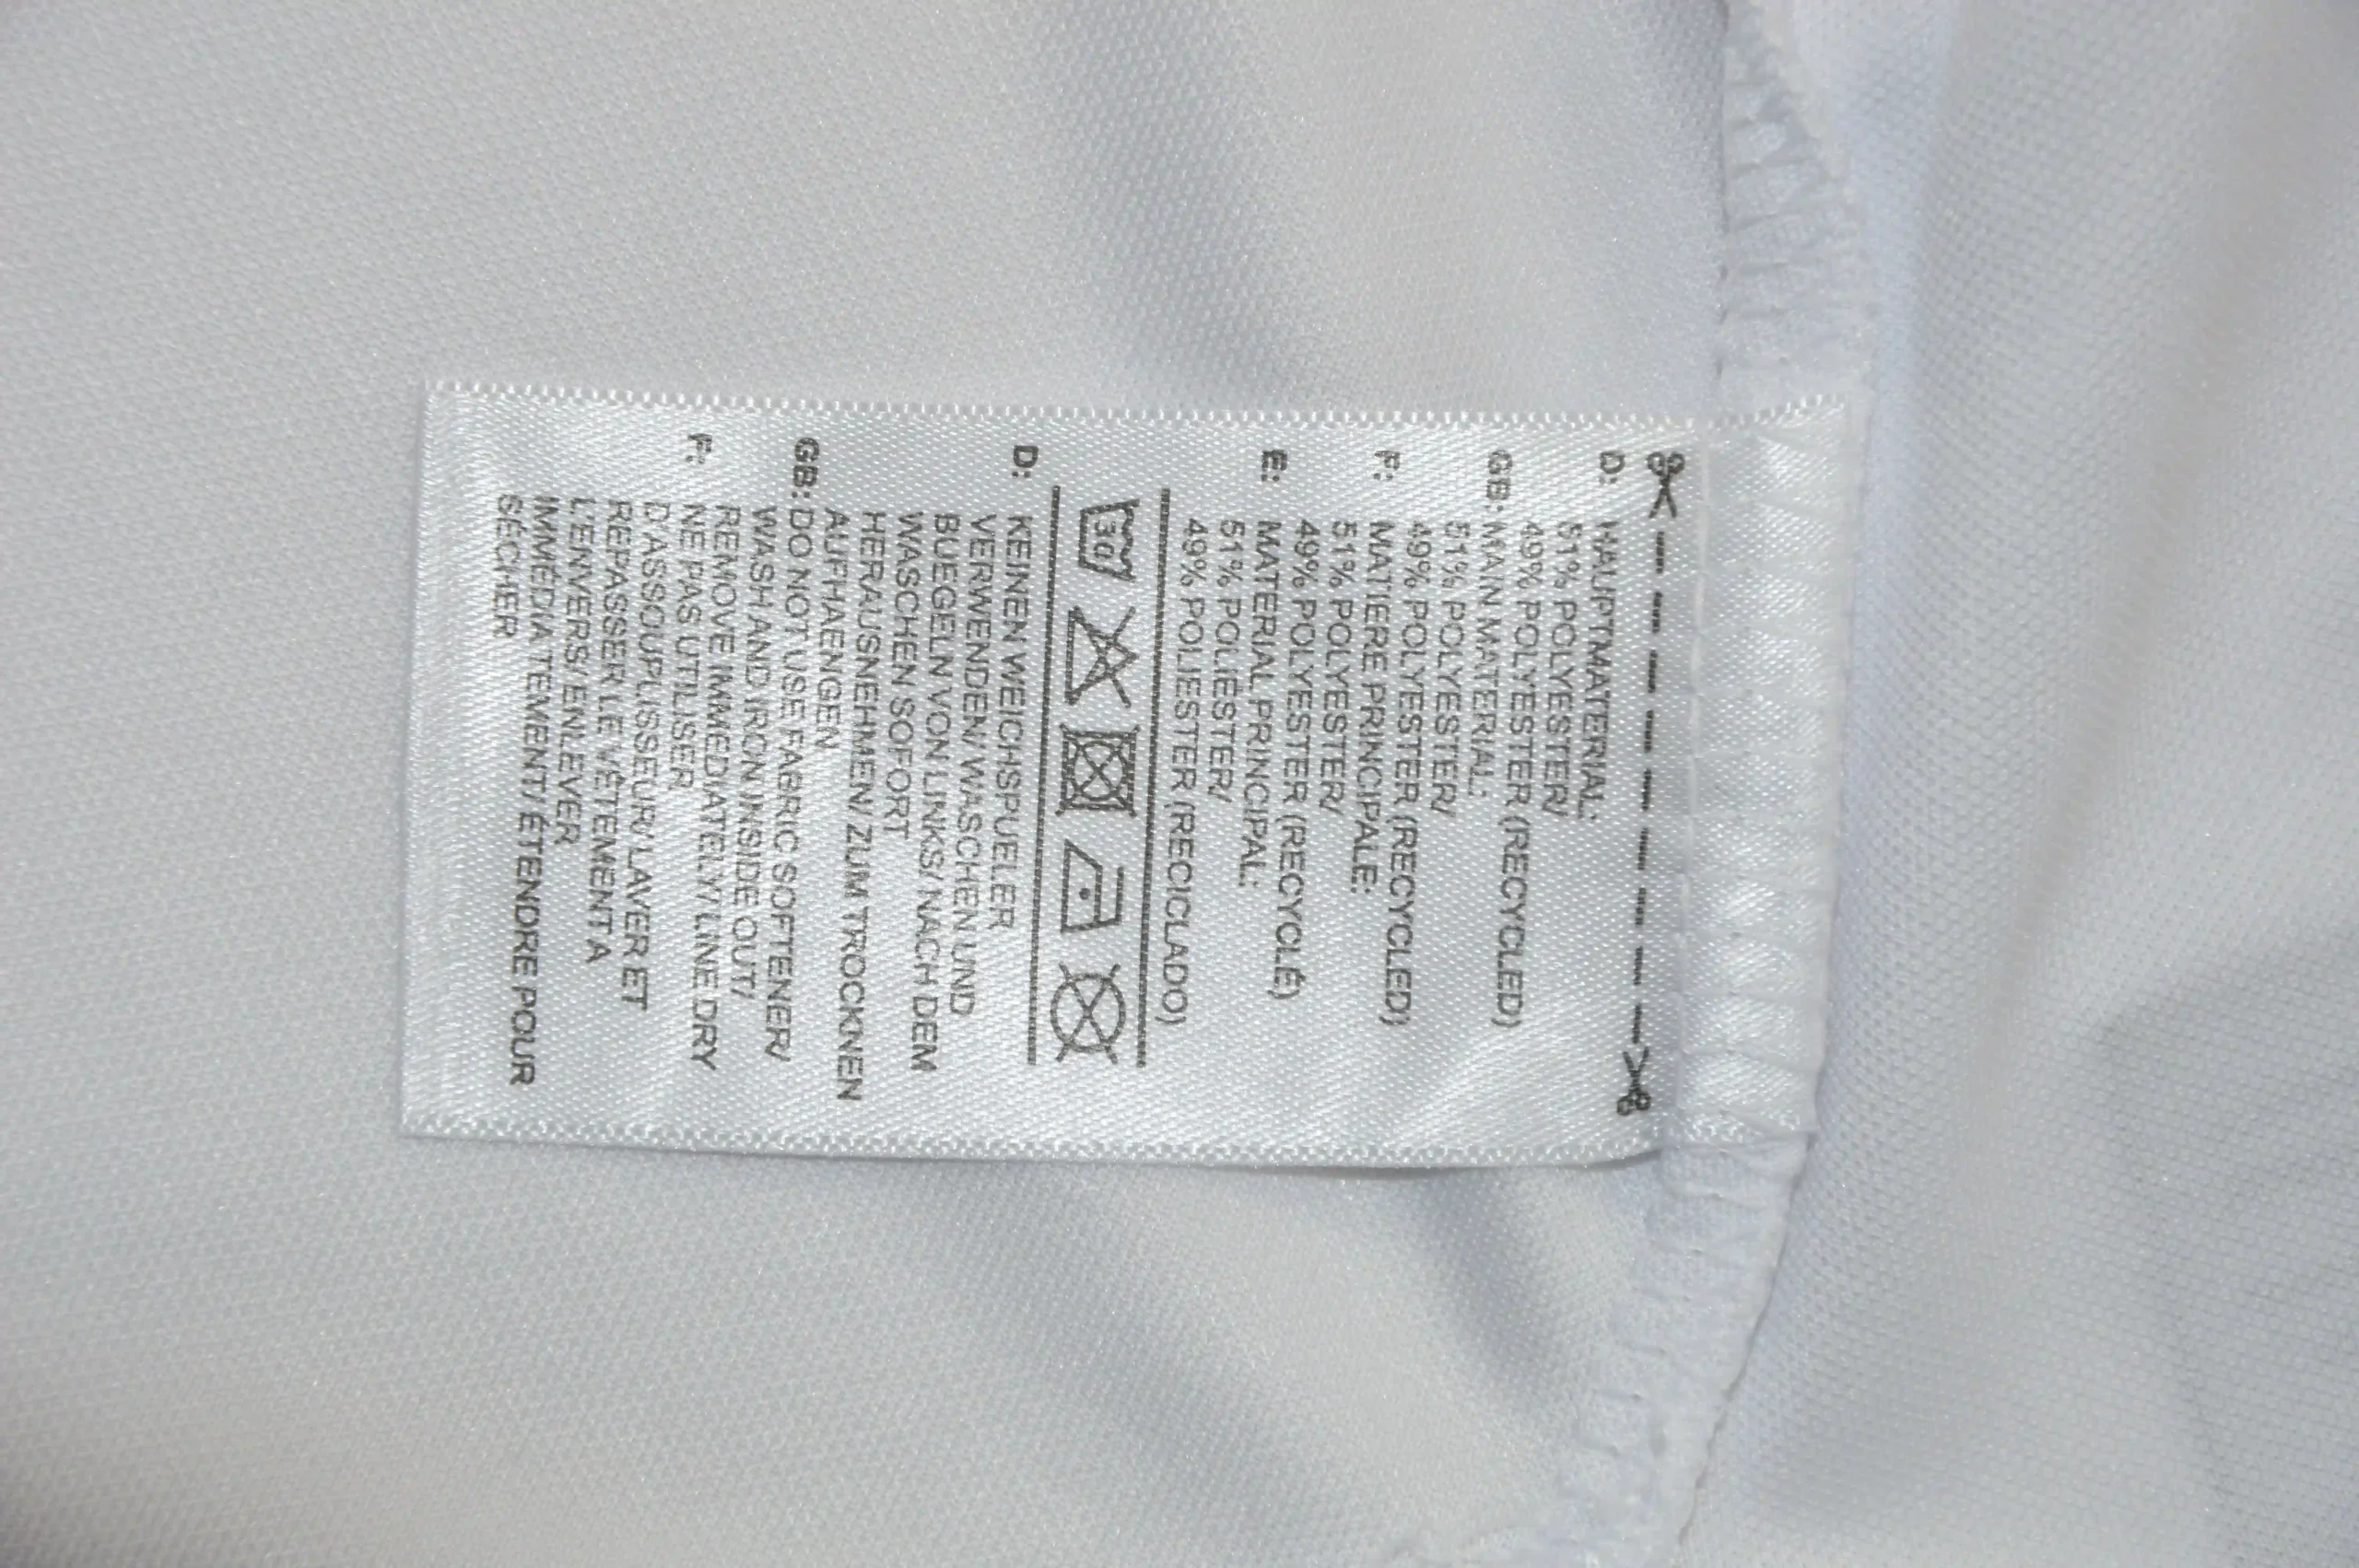 D: HAUPTMATERIAL:
51% POLYESTER/
49% POLYESTER (RECYCLED)
GB: MAIN MATERIAL:
51% POLYESTER/
49% POLYESTER (RECYCLED)
F: MATIERE PRINCIPALE:
51% POLYESTER/
49% POLYESTER (RECYCLÉ)
E: MATERIAL PRINCIPAL:
51% POLIÉSTER/
49% POLIESTER (RECICLADO)
30
D: KEINEN WEICHSPUELER
VERWENDEN/ WASCHEN UND
BUEGELN VON LINKS/ NACH DEM
WASCHEN SOFORT
HERAUSNEHMEN/ ZUM TROCKNEN
AUFHAENGEN
GB: DO NOT USE FABRIC SOFTENER/
WASH AND IRON INSIDE OUT/
REMOVE IMMEDIATELY/ LINE DRY
F: NE PAS UTILISER
D'ASSOUPLISSEUR/ LAVER ET
REPASSER LE VÊTEMENT A
L'ENVERS/ ENLEVER
IMMÉDIATEMENT/ ÉTENDRE POUR
SÉCHER